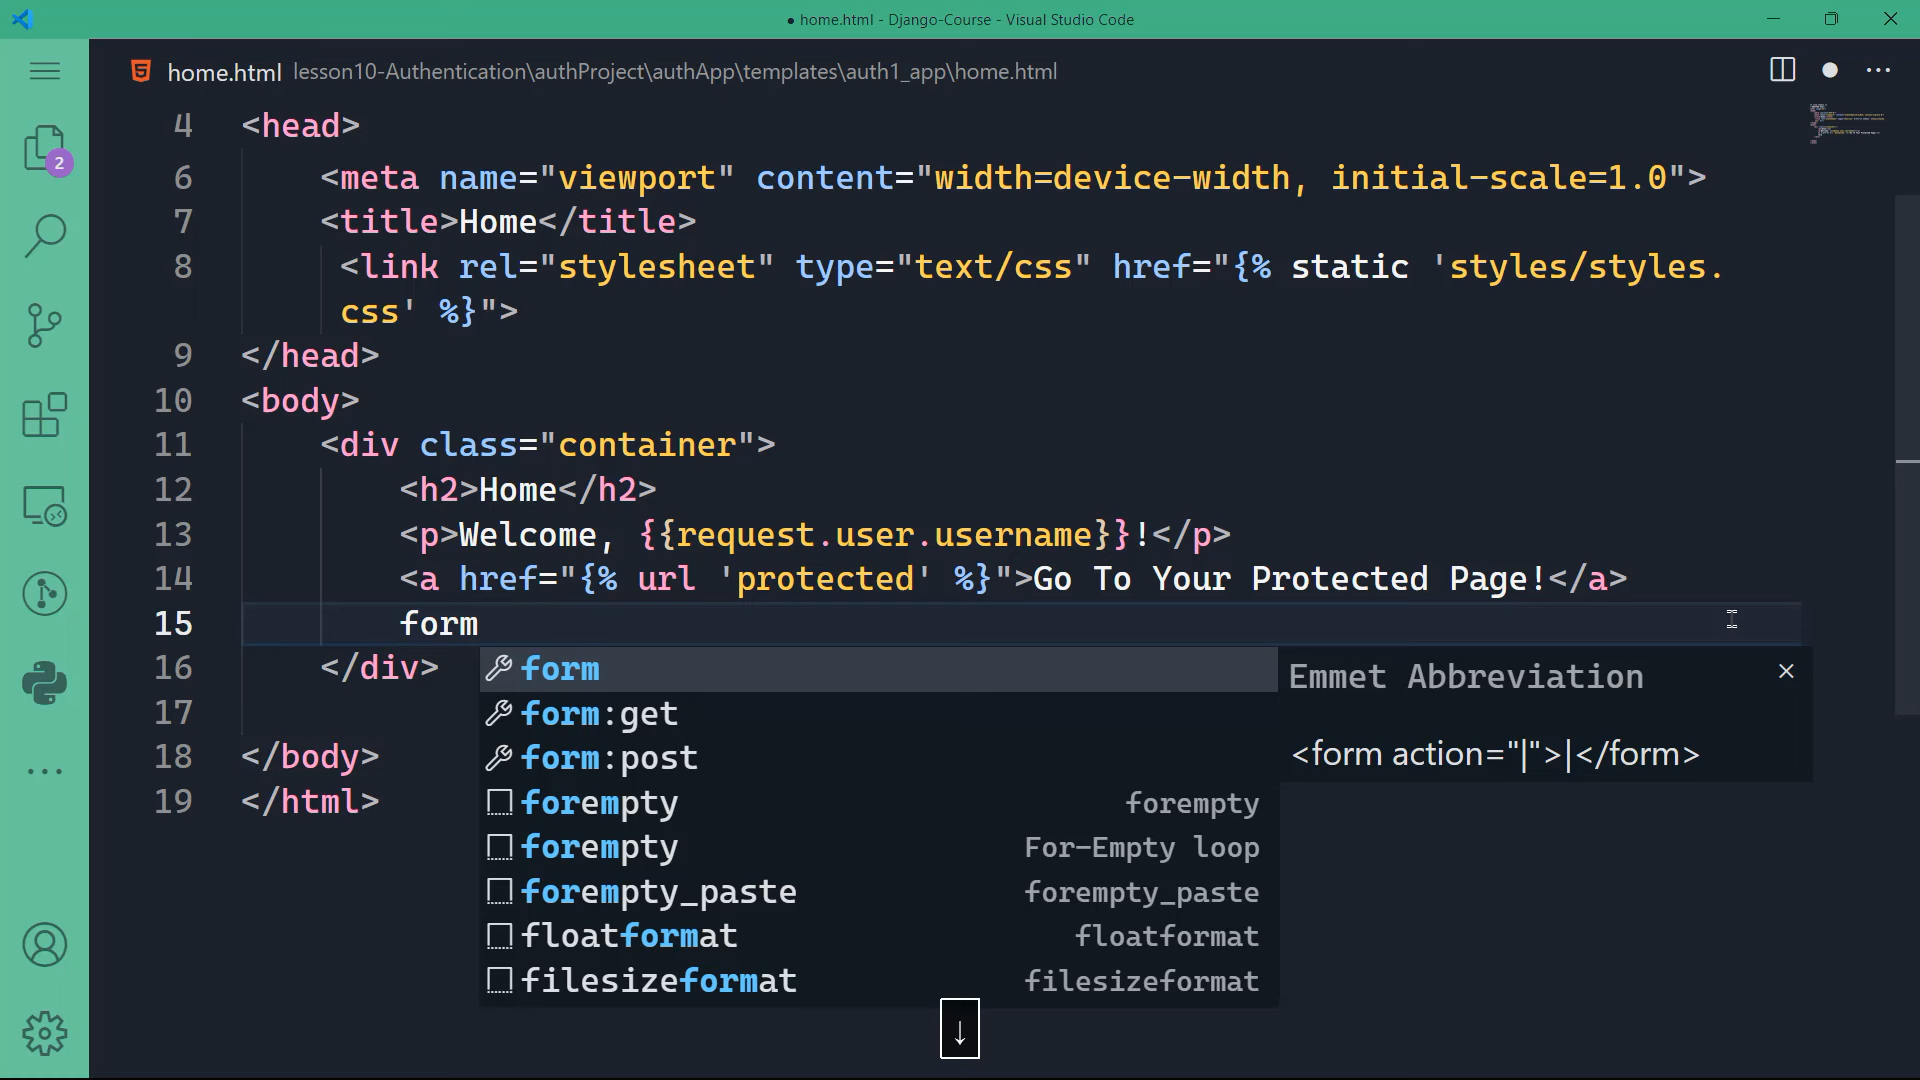 ● home.html - Django-Course - Visual Studio Code
home.html lesson10-Authentication\authProject\authApp\templates\auth1_app\home.html
2
4 <head>
6 <meta name="viewport" content="width=device-width, initial-scale=1.0">
7 <title>Home</title>
8 <link rel="stylesheet" type="text/css" href="{% static 'styles/styles.
css' %}">
9 </head>
10 <body>
11 <div class="container">
12 <h2>Home</h2>
13 <p>Welcome, {{request.user.username}}!</p>
14 <a href="{% url 'protected' %}">Go To Your Protected Page!</a>
15 form
16 </div>
17
18 </body>
19 </html>
form
form:get
form:post
forempty forempty
forempty For-Empty loop
forempty_paste forempty_paste
floatformat floatformat
filesizeformat filesizeformat
Emmet Abbreviation
<form action="|">|</form>
↓